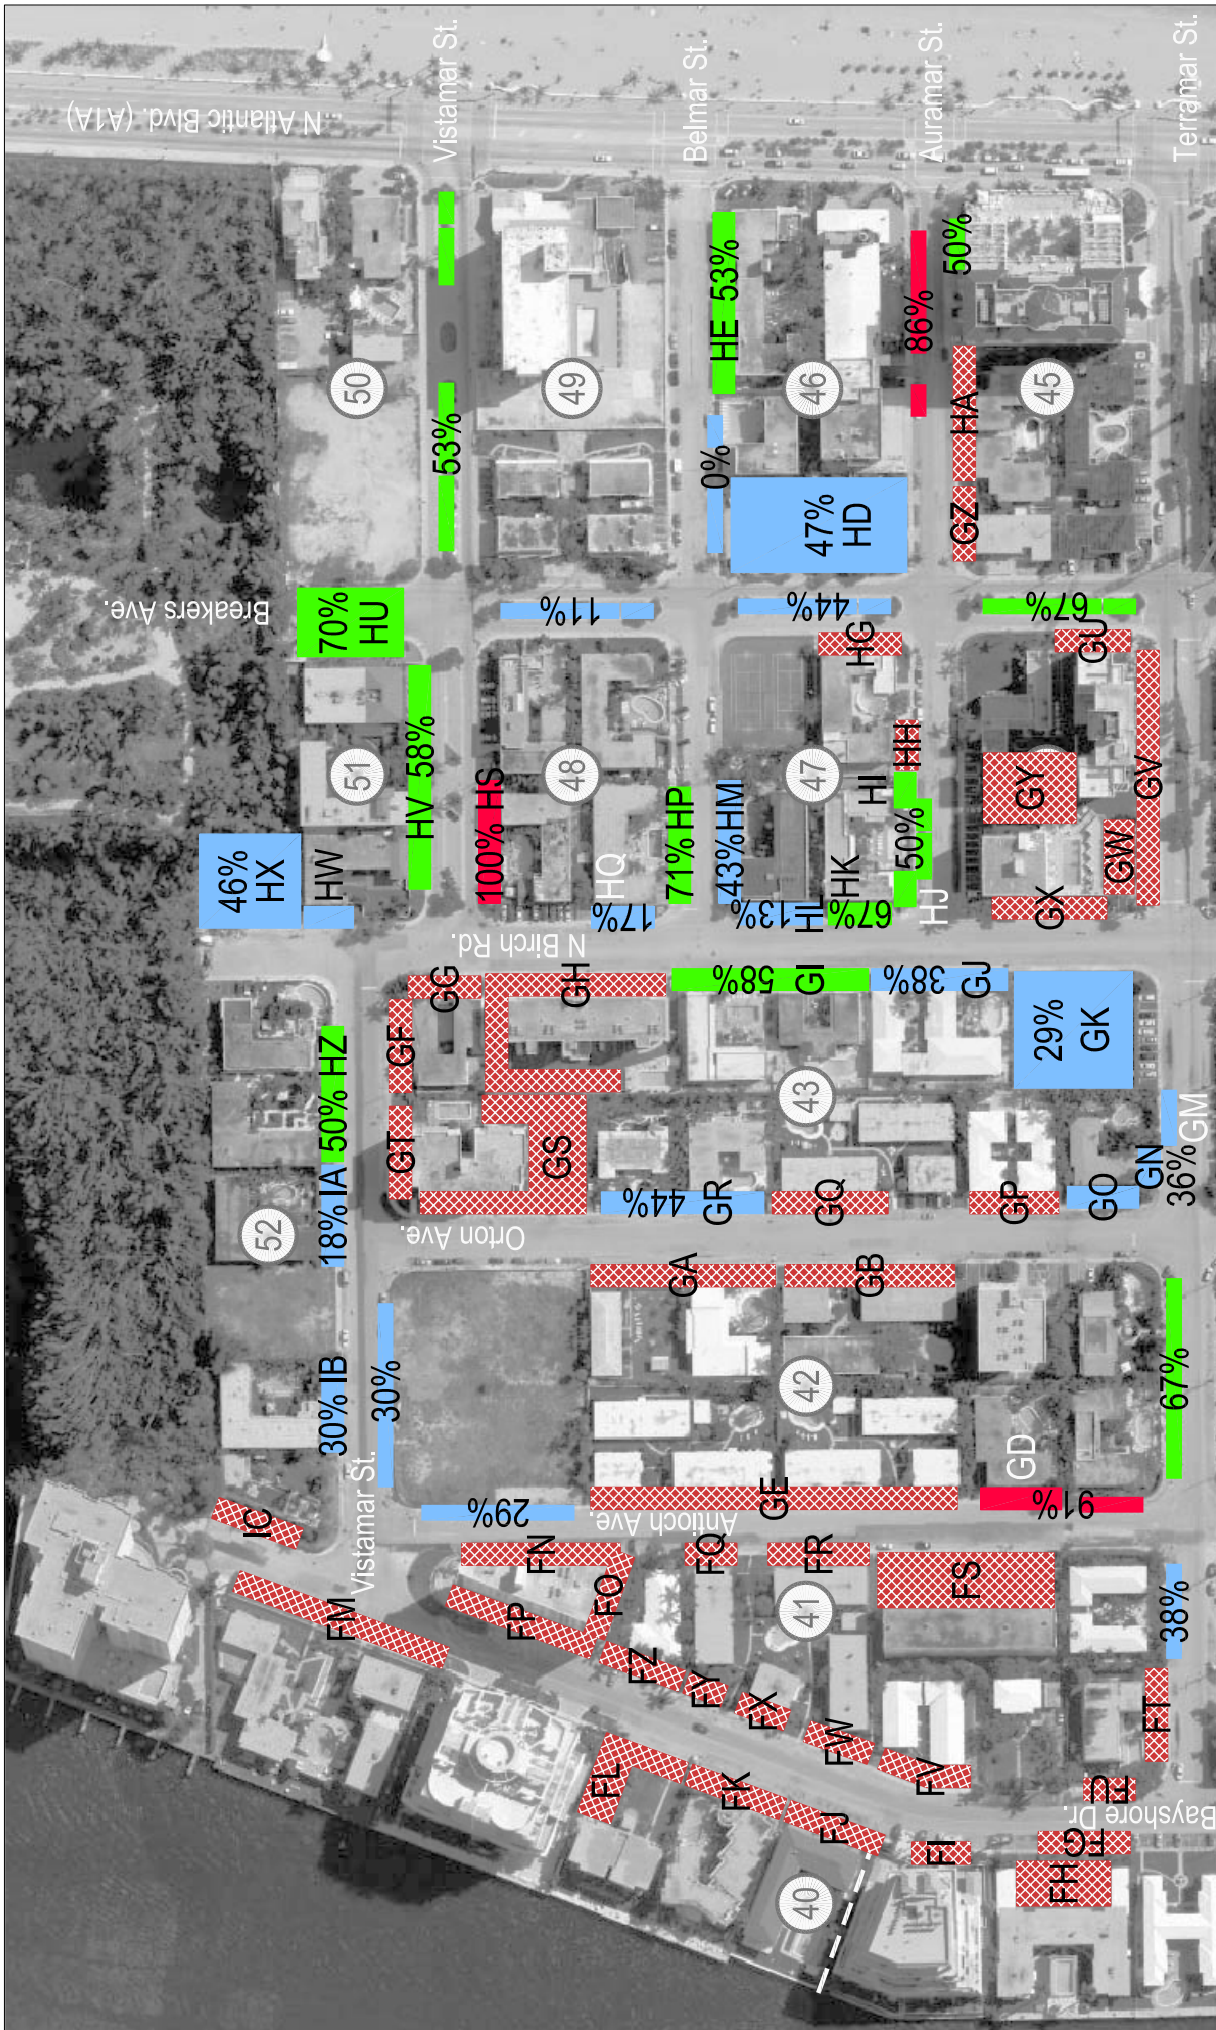 N Atlantic Blvd. (A1A)
Vistamar St.
Belmar St.
Auramar St.
Terramar St.
50%
HE 53%
86%
50
49
46
45
53%
0%
HA
47%
HD
GZ
Breakers Ave.
70%
HU
11%
44%
67%
HG
GU
51
HV 58%
48
47
HH
HI
GY
GV
100% HS
71% HP
43% HM
50%
46%
HX
HW
HQ
17%
HK
HL 13%
67%
HJ
GW
GX
N Birch Rd.
GG
GH
GI 58%
GJ 38%
29%
GK
50% HZ
GF
43
GM
18% IA
GT
GS
GR 44%
GQ
GP
GO
GN
36%
52
Orton Ave.
GA
GB
30% IB
30%
42
67%
Vistamar St.
29%
GE
GD
91%
Antioch Ave.
IC
FN
FQ
FR
FM
FP
FO
41
FS
38%
FZ
FY
FX
FW
FV
FT
FL
FK
FJ
FI
FG
FH
Bayshore Dr.
40